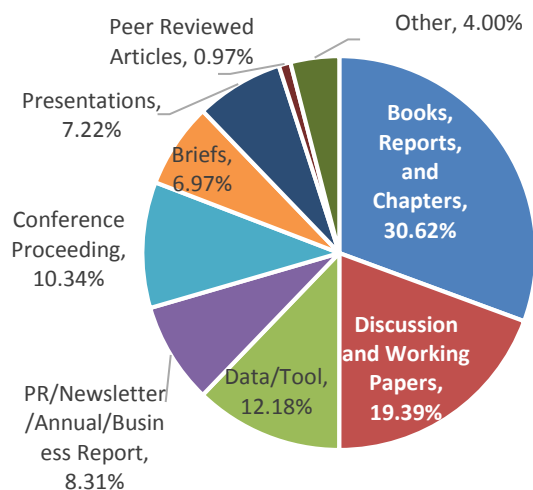 Peer Reviewed
Articles, 0.97%
Other, 4.00%
Presentations,
7.22%
Books,
Reports,
and
Chapters,
30.62%
Briefs,
6.97%
Conference
Proceeding,
10.34%
Discussion
and Working
Papers,
19.39%
Data/Tool,
12.18%
PR/Newsletter
/Annual/Busin
ess Report,
8.31%